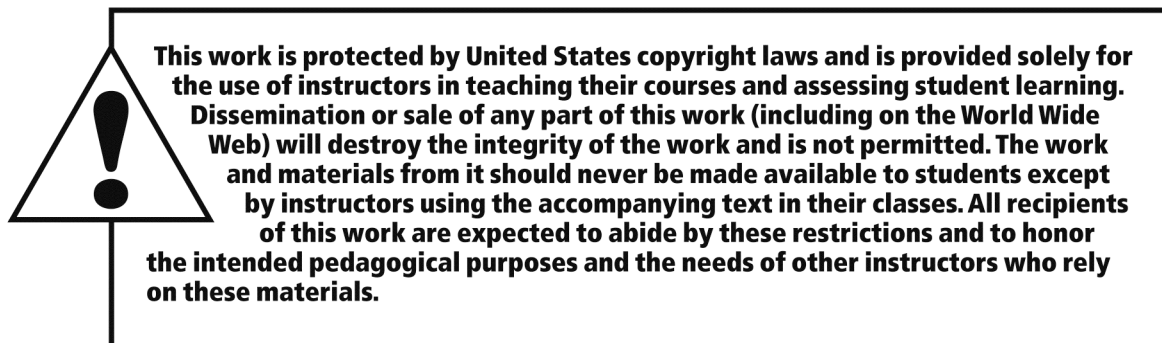 This work is protected by United States copyright laws and is provided solely for
the use of instructors in teaching their courses and assessing student learning.
Dissemination or sale of any part of this work (including on the World Wide
Web) will destroy the integrity of the work and is not permitted. The work
and materials from it should never be made available to students except
by instructors using the accompanying text in their classes. All recipients
of this work are expected to abide by these restrictions and to honor
the intended pedagogical purposes and the needs of other instructors who rely
on these materials.